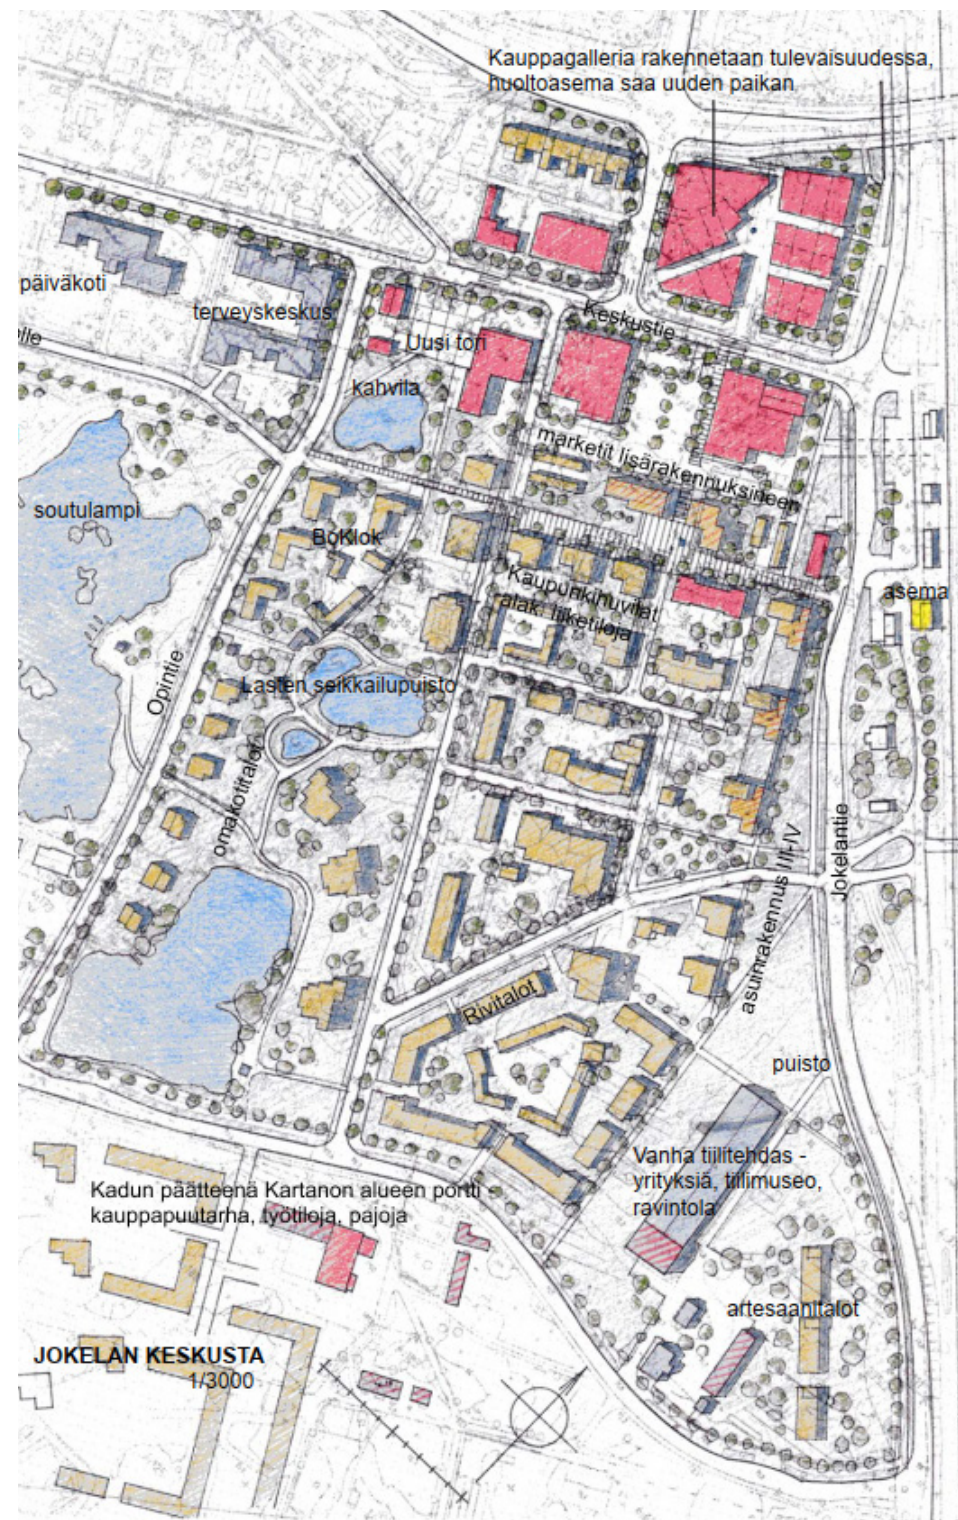 Kauppagalleria rakennetaan tulevaisuudessa,
huoltoasema saa uuden paikan
päiväkoti
terveyskeskus
Keskustie
Uusi tori
kahvila
marketit lisärakennuksineen
soutulampi
BoKlok
Kaupunkihuvilat
alak. liiketiloja
asema
Opintie
Lasten seikkailupuisto
omakotitalot
Jokelantie
asuinrakennus III-IV
Rivitalot
puisto
Vanha tiilitehdas -
yrityksiä, tiilimuseo,
ravintola
Kadun päätteenä Kartanon alueen portti
kauppapuutarha, työtiloja, pajoja
artesaanitalot
JOKELAN KESKUSTA
1/3000